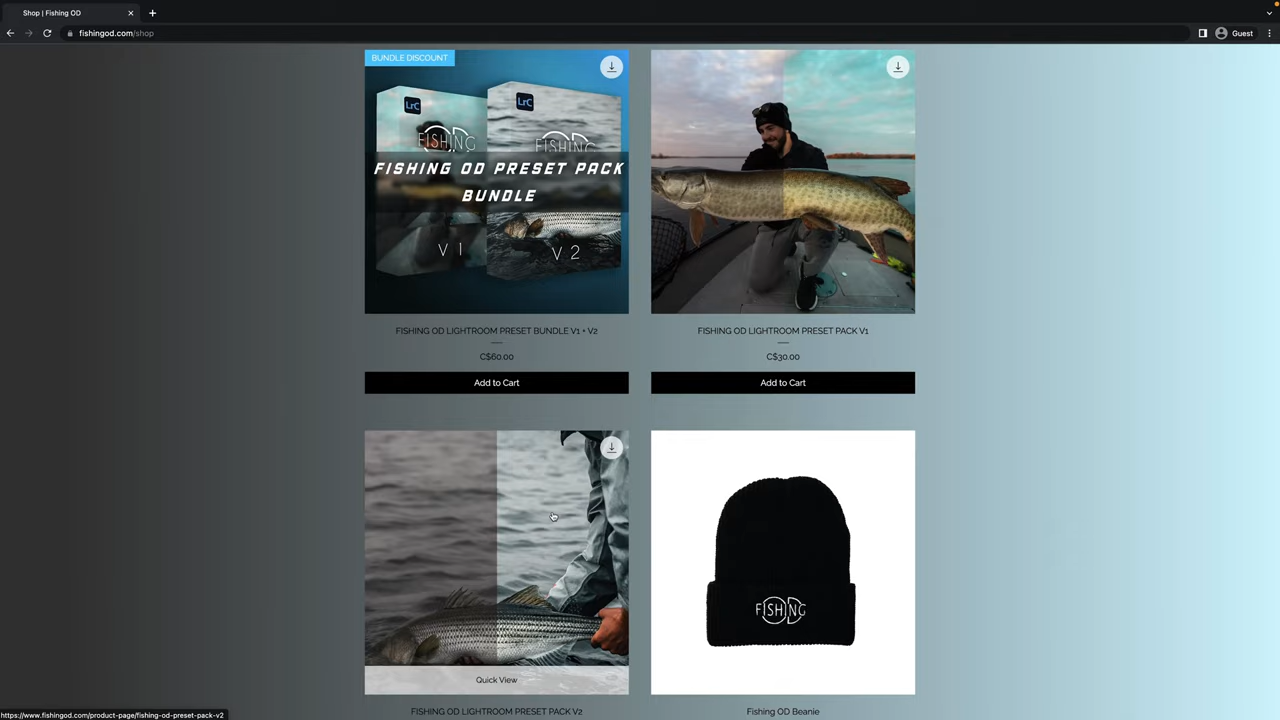 Shop | Fishing OD
fishingod.com/shop
Guest
BUNDLE DISCOUNT
LrC
LrC
FISHING
FISHING
FISHING OD PRESET PACK
BUNDLE
V 1
V 2
FISHING OD LIGHTROOM PRESET BUNDLE V1 + V2
C$60.00
Add to Cart
FISHING OD LIGHTROOM PRESET PACK V1
C$30.00
Add to Cart
Quick View
FISHING OD LIGHTROOM PRESET PACK V2
FISHING
Fishing OD Beanie
https://www.fishingod.com/product-page/fishing-od-preset-pack-v2